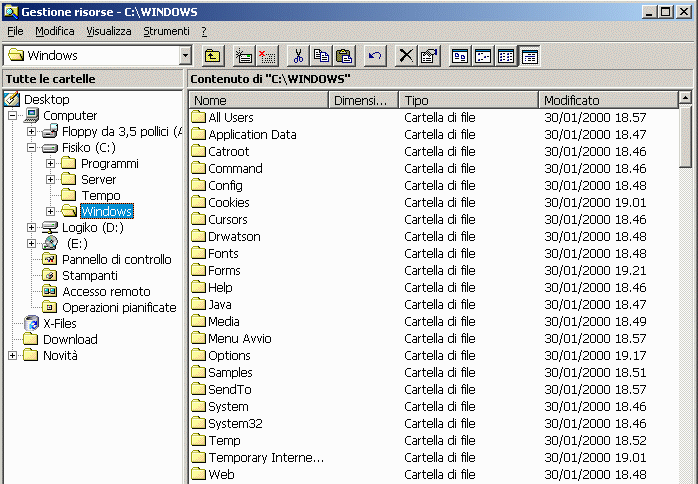 Gestione risorse - C:\WINDOWS
File Modifica Visualizza Strumenti ?
Windows
Tutte le cartelle
Desktop
Computer
Floppy da 3,5 pollici (A
Fisiko (C:)
Programmi
Server
Tempo
Windows
Logiko (D:)
(E:)
Pannello di controllo
Stampanti
Accesso remoto
Operazioni pianificate
X-Files
Download
Novità
Contenuto di "C:\WINDOWS"
Nome Dimensi... Tipo Modificato
All Users Cartella di file 30/01/2000 18.57
Application Data Cartella di file 30/01/2000 18.47
Catroot Cartella di file 30/01/2000 18.46
Command Cartella di file 30/01/2000 18.46
Config Cartella di file 30/01/2000 18.48
Cookies Cartella di file 30/01/2000 19.01
Cursors Cartella di file 30/01/2000 18.46
Drwatson Cartella di file 30/01/2000 18.48
Fonts Cartella di file 30/01/2000 18.48
Forms Cartella di file 30/01/2000 19.21
Help Cartella di file 30/01/2000 18.46
Java Cartella di file 30/01/2000 18.47
Media Cartella di file 30/01/2000 18.49
Menu Avvio Cartella di file 30/01/2000 18.57
Options Cartella di file 30/01/2000 19.17
Samples Cartella di file 30/01/2000 18.51
SendTo Cartella di file 30/01/2000 18.57
System Cartella di file 30/01/2000 18.46
System32 Cartella di file 30/01/2000 18.46
Temp Cartella di file 30/01/2000 18.52
Temporary Interne... Cartella di file 30/01/2000 19.01
Web Cartella di file 30/01/2000 18.48